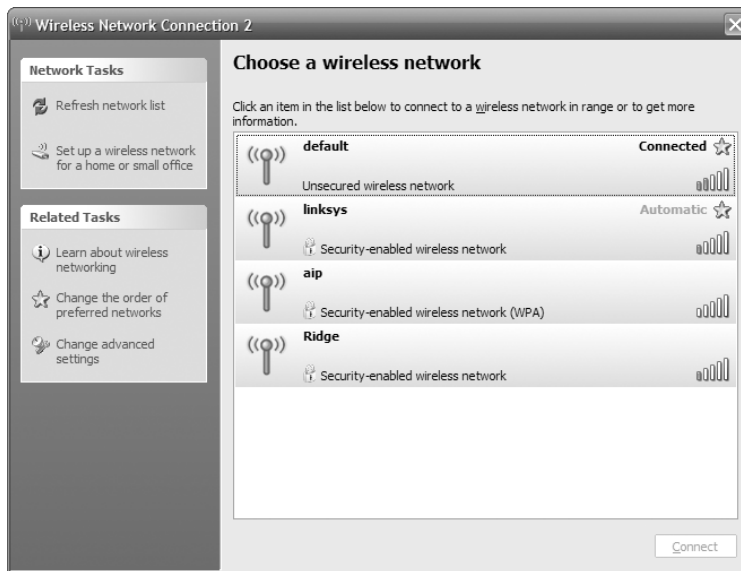 Wireless Network Connection 2
Network Tasks
Refresh network list
Set up a wireless network
for a home or small office
Related Tasks
Learn about wireless
networking
Change the order of
preferred networks
Change advanced
settings
Choose a wireless network
Click an item in the list below to connect to a wireless network in range or to get more
information.
default
Connected
Unsecured wireless network
linksys
Automatic
Security-enabled wireless network
aip
Security-enabled wireless network (WPA)
Ridge
Security-enabled wireless network
Connect